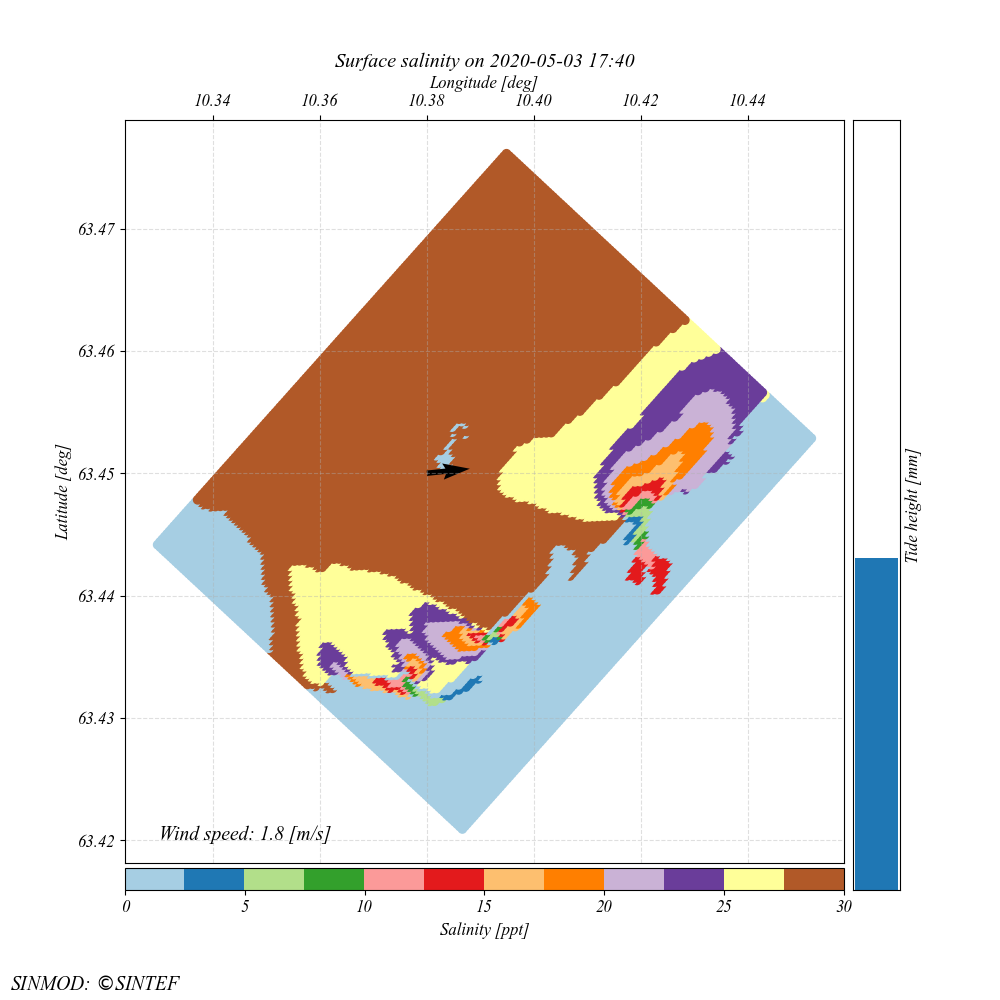 Surface salinity on 2020-05-03 17:40
Longitude [deg]
10.34 10.36 10.38 10.40 10.42 10.44
63.47
63.46
63.45
63.44
63.43
63.42
Latitude [deg]
Tide height [mm]
Wind speed: 1.8 [m/s]
0 5 10 15 20 25 30
Salinity [ppt]
SINMOD: ©SINTEF